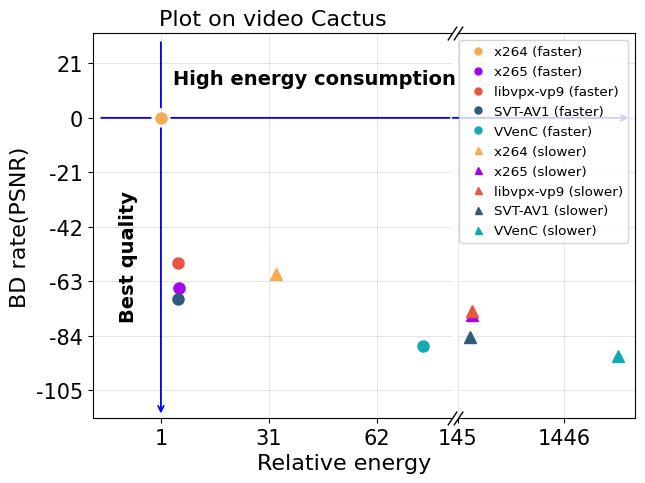 Plot on video Cactus
High energy consumption
Best quality
BD rate(PSNR)
21
0
-21
-42
-63
-84
-105
x264 (faster)
x265 (faster)
libvpx-vp9 (faster)
SVT-AV1 (faster)
VVenC (faster)
x264 (slower)
x265 (slower)
libvpx-vp9 (slower)
SVT-AV1 (slower)
VVenC (slower)
1 31 62 145 1446
Relative energy